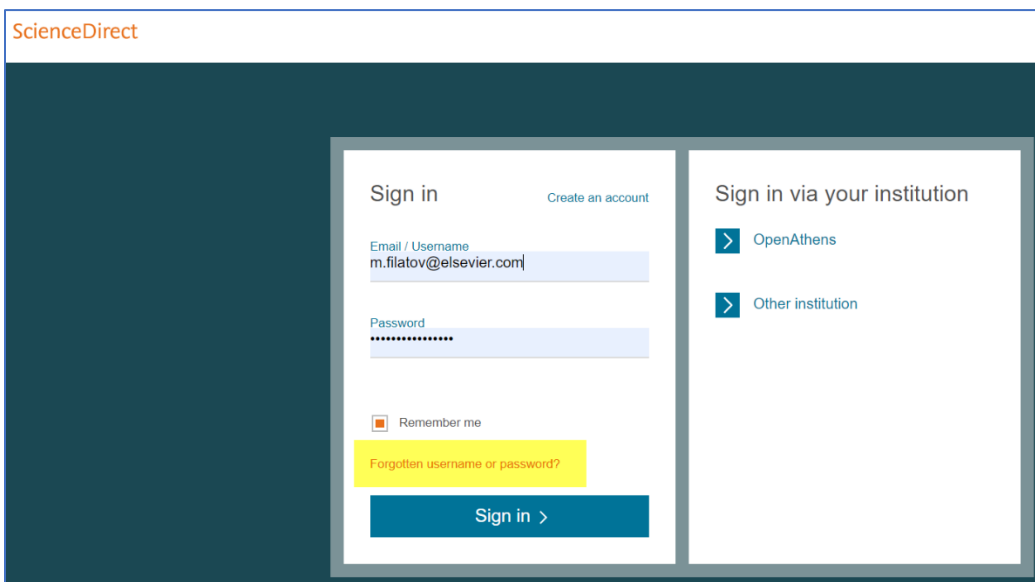 ScienceDirect
Sign in
Create an account
Email / Username
m.filatov@elsevier.com
Password
••••••••••••••••
Remember me
Forgotten username or password?
Sign in >
Sign in via your institution
OpenAthens
Other institution